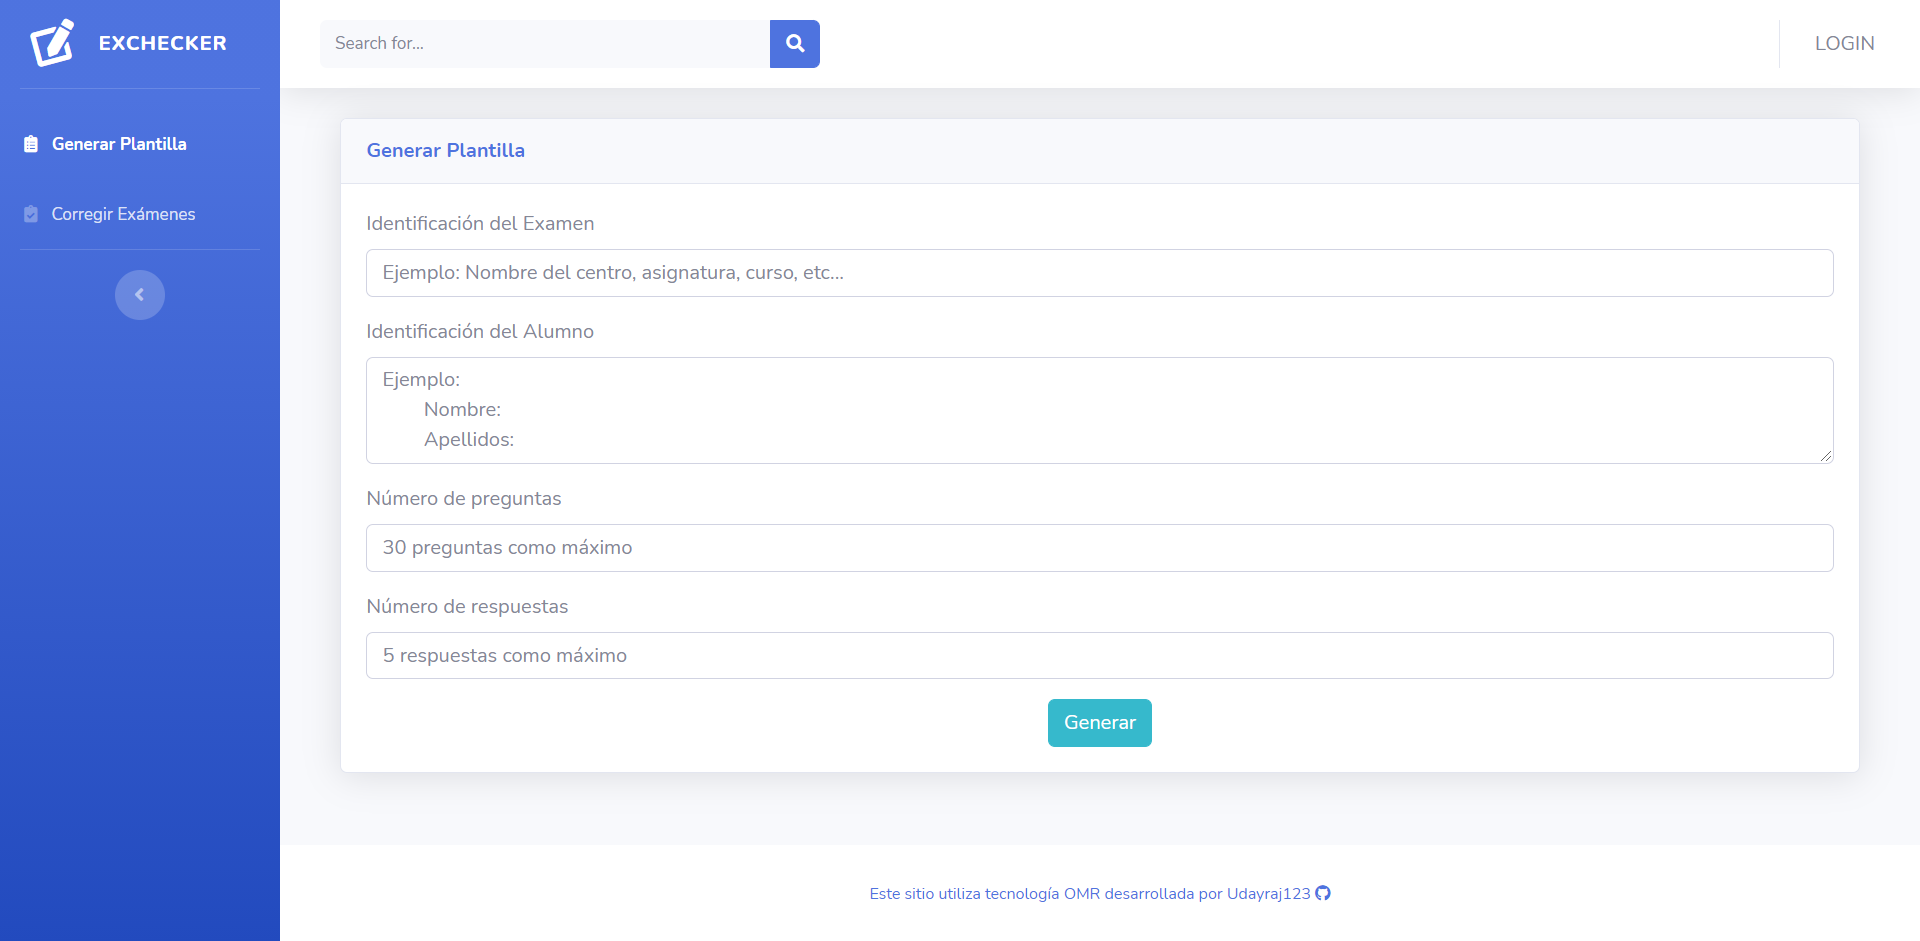 EXCHECKER
Search for...
LOGIN
Generar Plantilla
Corregir Exámenes
Generar Plantilla
Identificación del Examen
Ejemplo: Nombre del centro, asignatura, curso, etc...
Identificación del Alumno
Ejemplo:
Nombre:
Apellidos:
Número de preguntas
30 preguntas como máximo
Número de respuestas
5 respuestas como máximo
Generar
Este sitio utiliza tecnología OMR desarrollada por Udayraj123